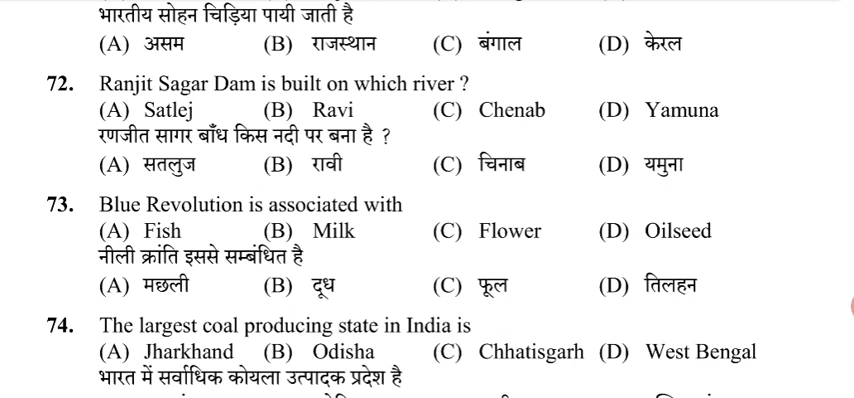 भारतीय सोहन चिड़िया पायी जाती है
(A) असम (B) राजस्थान (C) बंगाल (D) केरल
72. Ranjit Sagar Dam is built on which river ?
(A) Satlej (B) Ravi (C) Chenab (D) Yamuna
रणजीत सागर बाँध किस नदी पर बना है ?
(A) सतलुज (B) रावी (C) चिनाब (D) यमुना
73. Blue Revolution is associated with
(A) Fish (B) Milk (C) Flower (D) Oilseed
नीली क्रांति इससे सम्बंधित है
(A) मछली (B) दूध (C) फूल (D) तिलहन
74. The largest coal producing state in India is
(A) Jharkhand (B) Odisha (C) Chhatisgarh (D) West Bengal
भारत में सर्वाधिक कोयला उत्पादक प्रदेश है